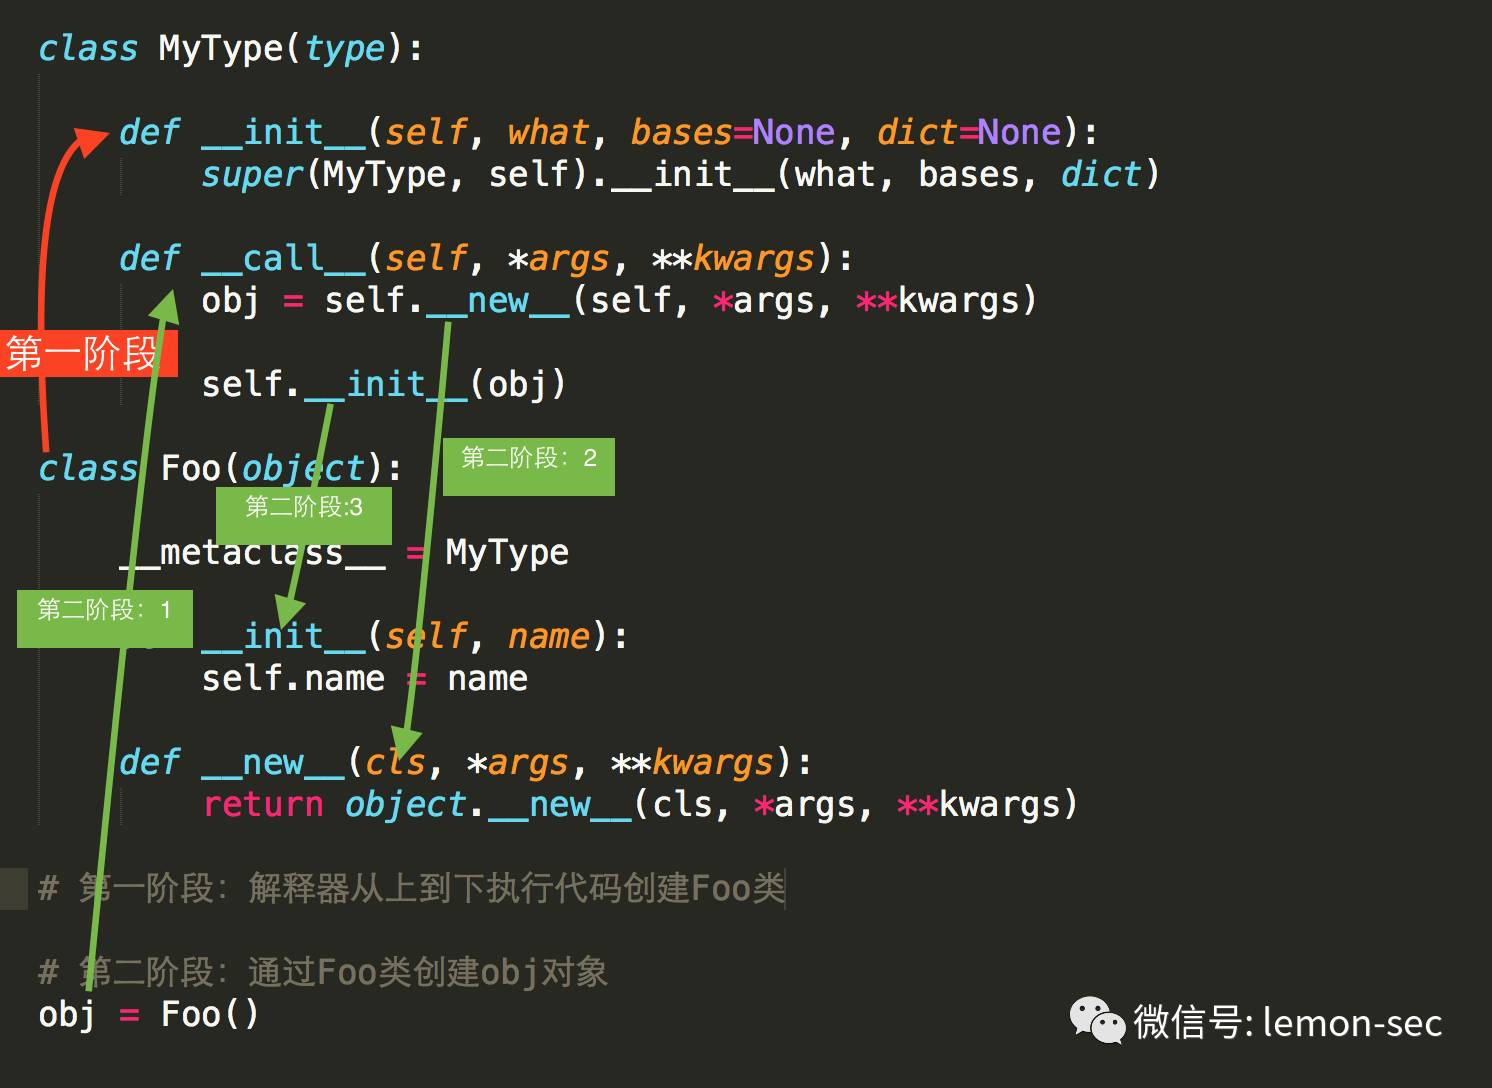 class MyType(type):
def __init__(self, what, bases=None, dict=None):
super(MyType, self).__init__(what, bases, dict)
def __call__(self, *args, **kwargs):
obj = self.__new__(self, *args, **kwargs)
第一阶段
self.__init__(obj)
class Foo(object):
第二阶段：2
第二阶段:3
__metaclass__ = MyType
第二阶段：1
__init__(self, name):
self.name = name
def __new__(cls, *args, **kwargs):
return object.__new__(cls, *args, **kwargs)
# 第一阶段：解释器从上到下执行代码创建Foo类
# 第二阶段：通过Foo类创建obj对象
obj = Foo()
微信号: lemon-sec